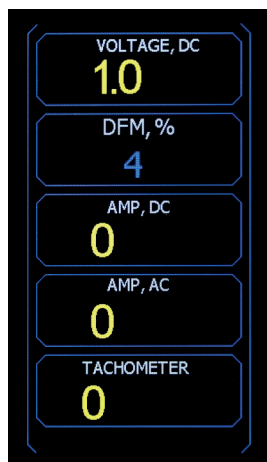 VOLTAGE, DC
1.0
DFM, %
4
AMP, DC
0
AMP, AC
0
TACHOMETER
0